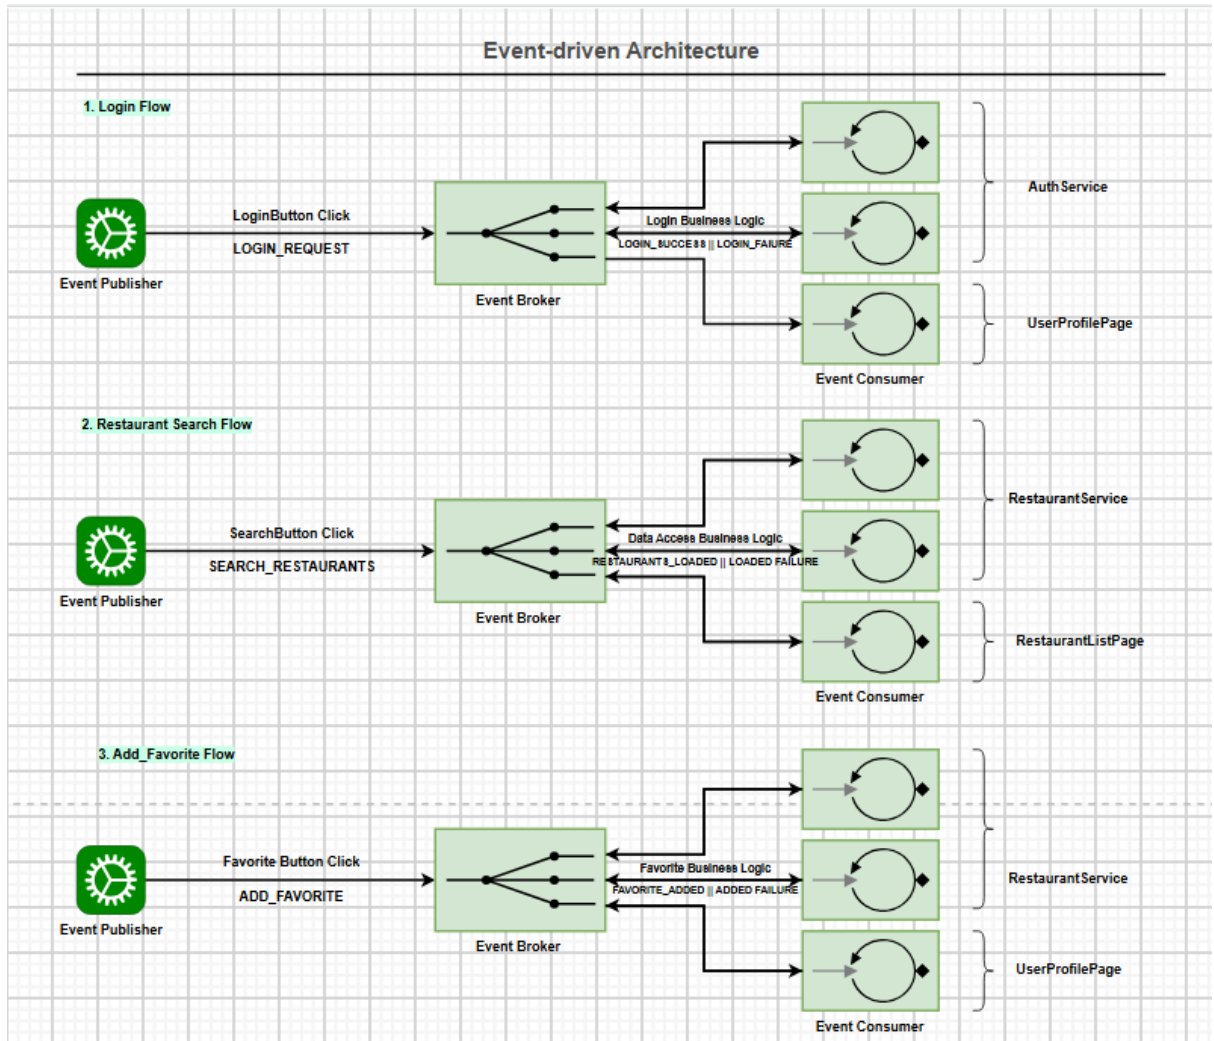 Event-driven Architecture
1. Login Flow
LoginButton Click
LOGIN_REQUEST
Event Publisher
Event Broker
Login Business Logic
LOGIN_SUCCESS || LOGIN_FAIURE
AuthService
UserProfilePage
Event Consumer
2. Restaurant Search Flow
SearchButton Click
SEARCH_RESTAURANTS
Event Publisher
Event Broker
Data Access Business Logic
RESTAURANTS_LOADED || LOADED FAILURE
RestaurantService
RestaurantListPage
Event Consumer
3. Add_Favorite Flow
Favorite Button Click
ADD_FAVORITE
Event Publisher
Event Broker
Favorite Business Logic
FAVORITE_ADDED || ADDED FAILURE
RestaurantService
UserProfilePage
Event Consumer